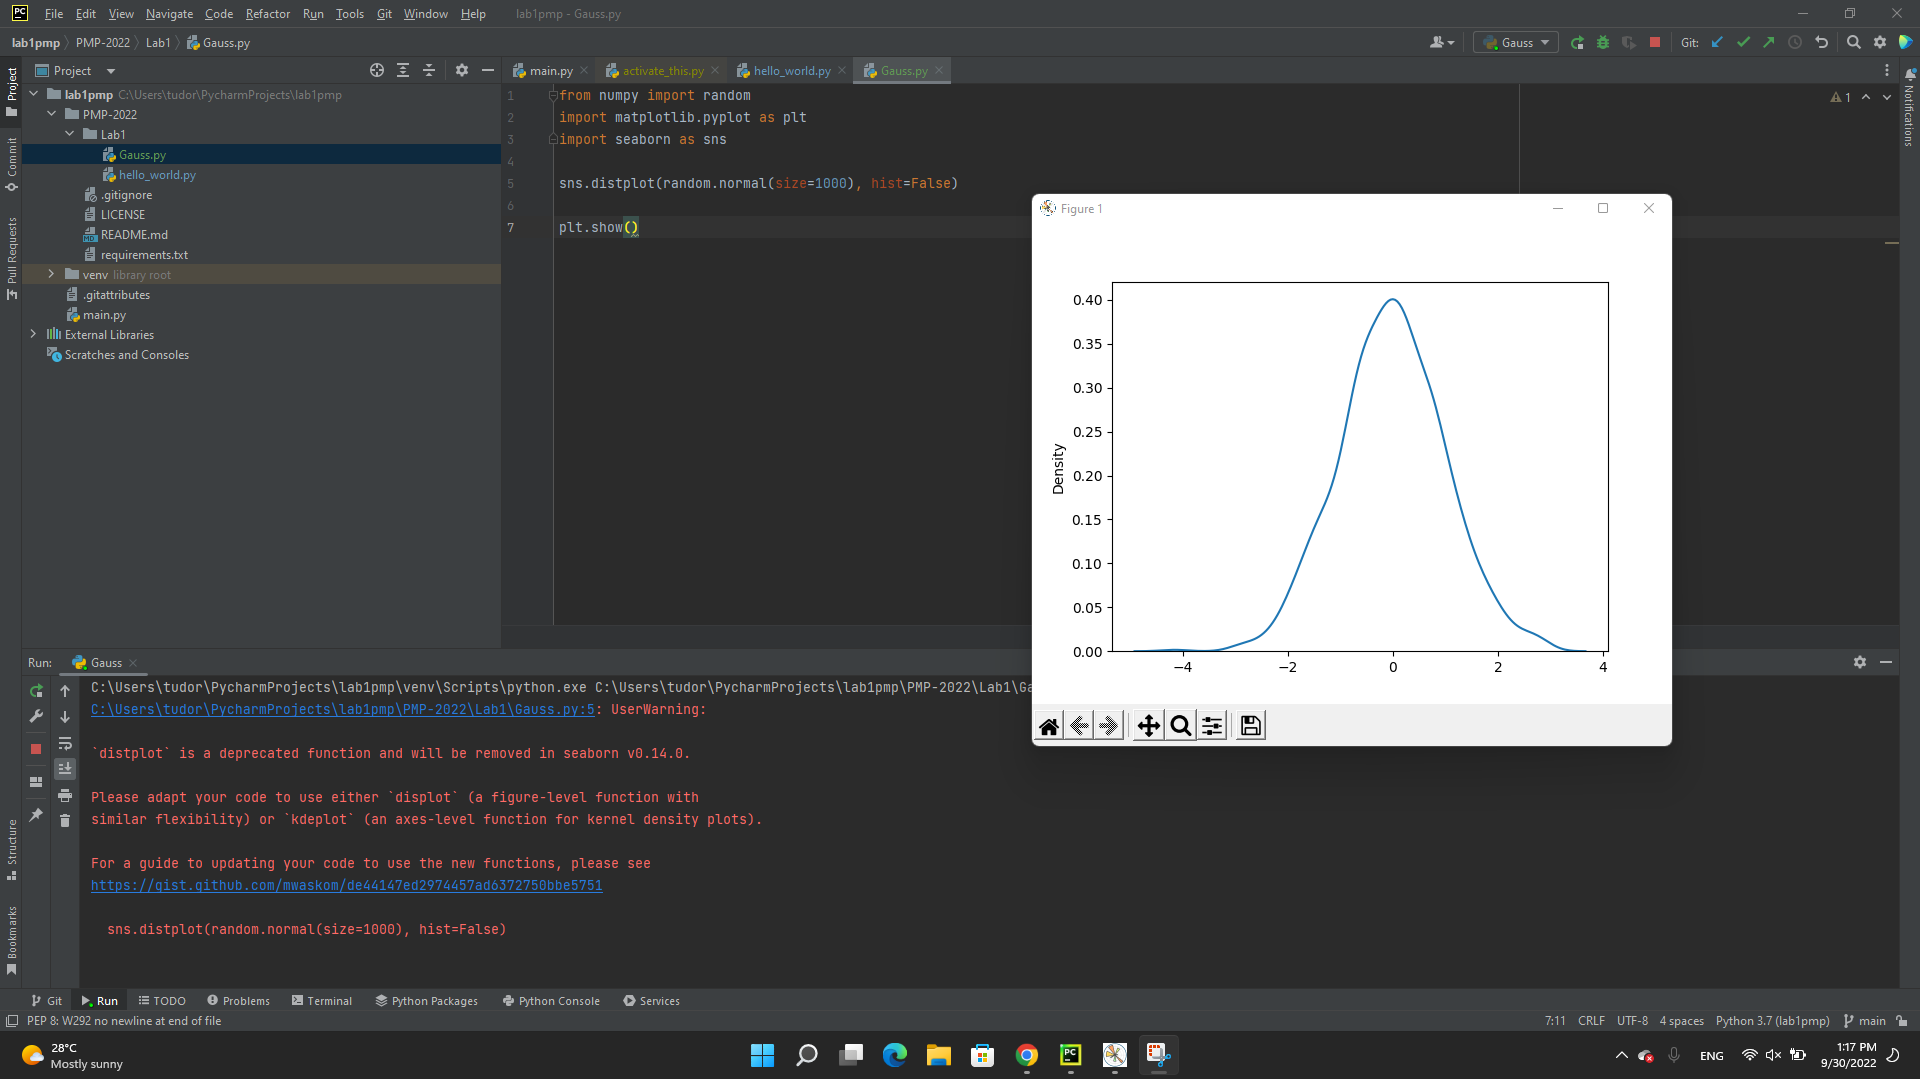 File Edit View Navigate Code Refactor Run Tools Git Window Help lab1pmp - Gauss.py
lab1pmp PMP-2022 Lab1 Gauss.py
Gauss Git:
Project
main.py activate_this.py hello_world.py Gauss.py
lab1pmp C:\Users\tudor\PycharmProjects\lab1pmp
PMP-2022
Lab1
Gauss.py
hello_world.py
.gitignore
LICENSE
README.md
requirements.txt
venv library root
.gitattributes
main.py
External Libraries
Scratches and Consoles
Project
Commit
Pull Requests
Structure
Bookmarks
Notifications
1 from numpy import random
2 import matplotlib.pyplot as plt
3 import seaborn as sns
4
5 sns.distplot(random.normal(size=1000), hist=False)
6
7 plt.show()
1
Figure 1
0.40
0.35
0.30
0.25
0.20
0.15
0.10
0.05
0.00
Density
−4 −2 0 2 4
Run: Gauss
C:\Users\tudor\PycharmProjects\lab1pmp\venv\Scripts\python.exe C:\Users\tudor\PycharmProjects\lab1pmp\PMP-2022\Lab1\Ga
C:\Users\tudor\PycharmProjects\lab1pmp\PMP-2022\Lab1\Gauss.py:5: UserWarning:
`distplot` is a deprecated function and will be removed in seaborn v0.14.0.
Please adapt your code to use either `displot` (a figure-level function with
similar flexibility) or `kdeplot` (an axes-level function for kernel density plots).
For a guide to updating your code to use the new functions, please see
https://gist.github.com/mwaskom/de44147ed2974457ad6372750bbe5751
sns.distplot(random.normal(size=1000), hist=False)
Git Run TODO Problems Terminal Python Packages Python Console Services
PEP 8: W292 no newline at end of file
7:11 CRLF UTF-8 4 spaces Python 3.7 (lab1pmp) main
28°C
Mostly sunny
ENG
1:17 PM
9/30/2022